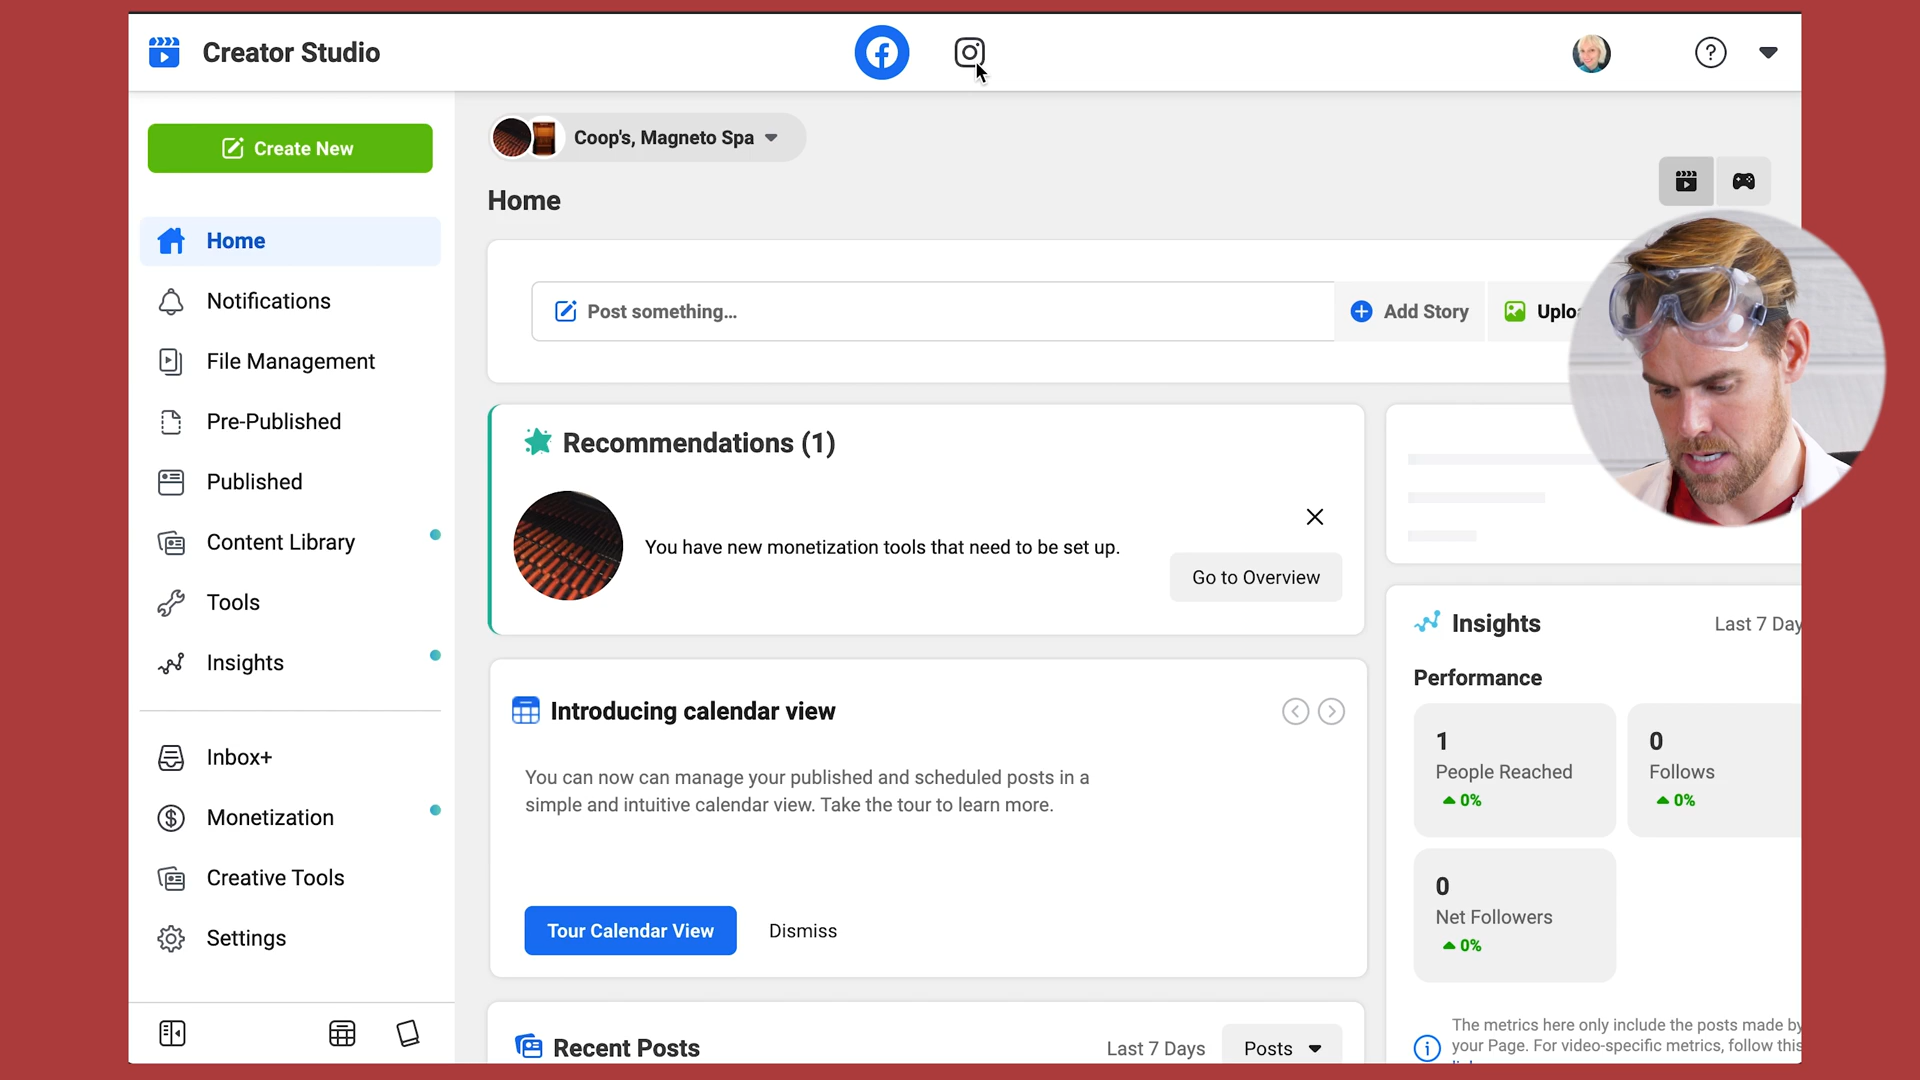 Creator Studio
Create New
Home
Notifications
File Management
Pre-Published
Published
Content Library
Tools
Insights
Inbox+
Monetization
Creative Tools
Settings
Coop's, Magneto Spa
Home
Post something...
Add Story
Recommendations (1)
You have new monetization tools that need to be set up.
Go to Overview
Introducing calendar view
You can now can manage your published and scheduled posts in a
simple and intuitive calendar view. Take the tour to learn more.
Tour Calendar View
Dismiss
Recent Posts
Last 7 Days
Posts
Insights
Last 7 Day
Performance
1
People Reached
0%
0
Follows
0%
0
Net Followers
0%
The metrics here only include the posts made by
your Page. For video-specific metrics, follow this